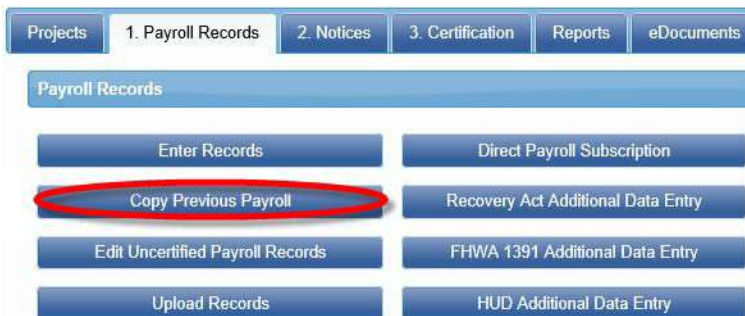 Projects 1. Payroll Records 2. Notices 3. Certification Reports eDocuments
Payroll Records
Enter Records Direct Payroll Subscription
Copy Previous Payroll Recovery Act Additional Data Entry
Edit Uncertified Payroll Records FHWA 1391 Additional Data Entry
Upload Records HUD Additional Data Entry